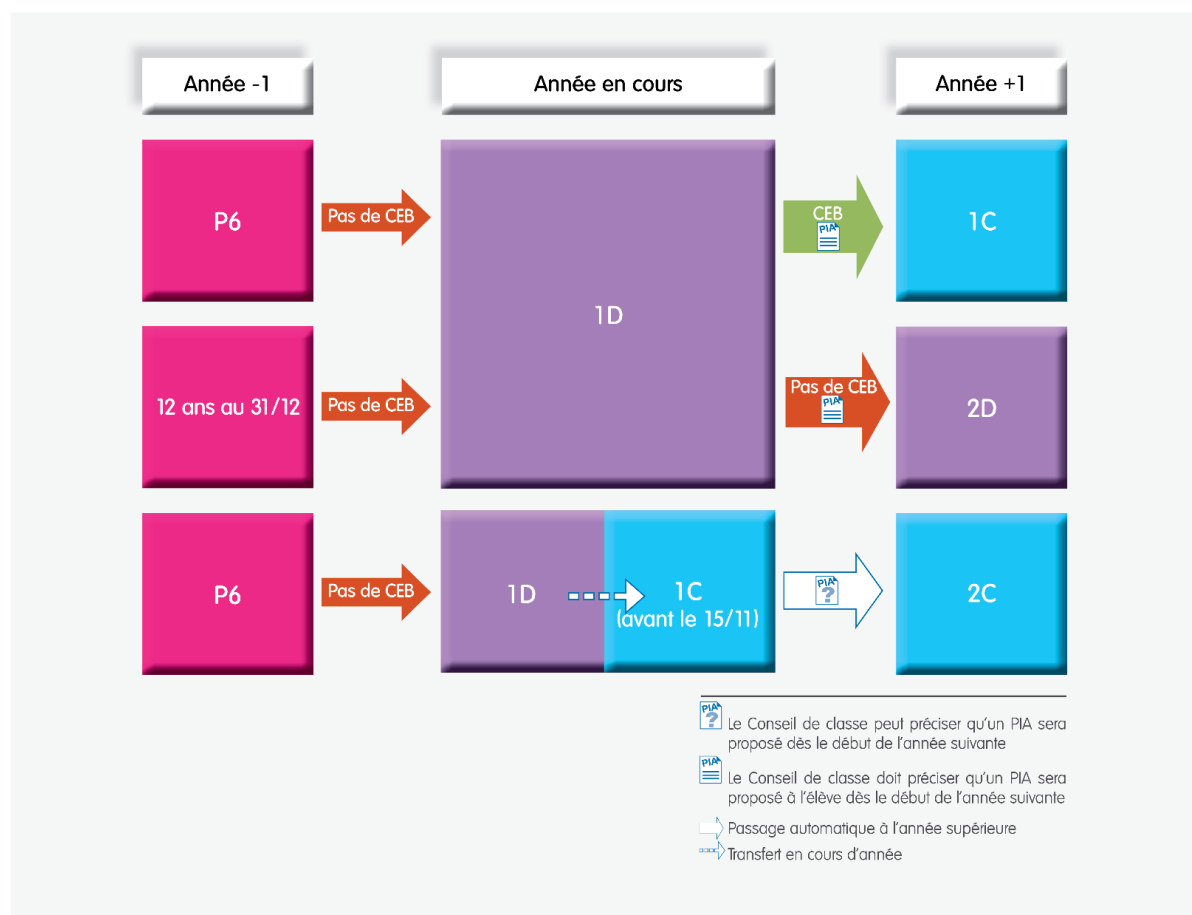 Année -1
Année en cours
Année +1
P6
Pas de CEB
1D
CEB
PIA
1C
12 ans au 31/12
Pas de CEB
Pas de CEB
PIA
2D
P6
Pas de CEB
1D
1C
(avant le 15/11)
PIA
?
2C
PIA
?
Le Conseil de classe peut préciser qu'un PIA sera
proposé dès le début de l'année suivante
PIA
Le Conseil de classe doit préciser qu'un PIA sera
proposé à l'élève dès le début de l'année suivante
Passage automatique à l'année supérieure
Transfert en cours d'année